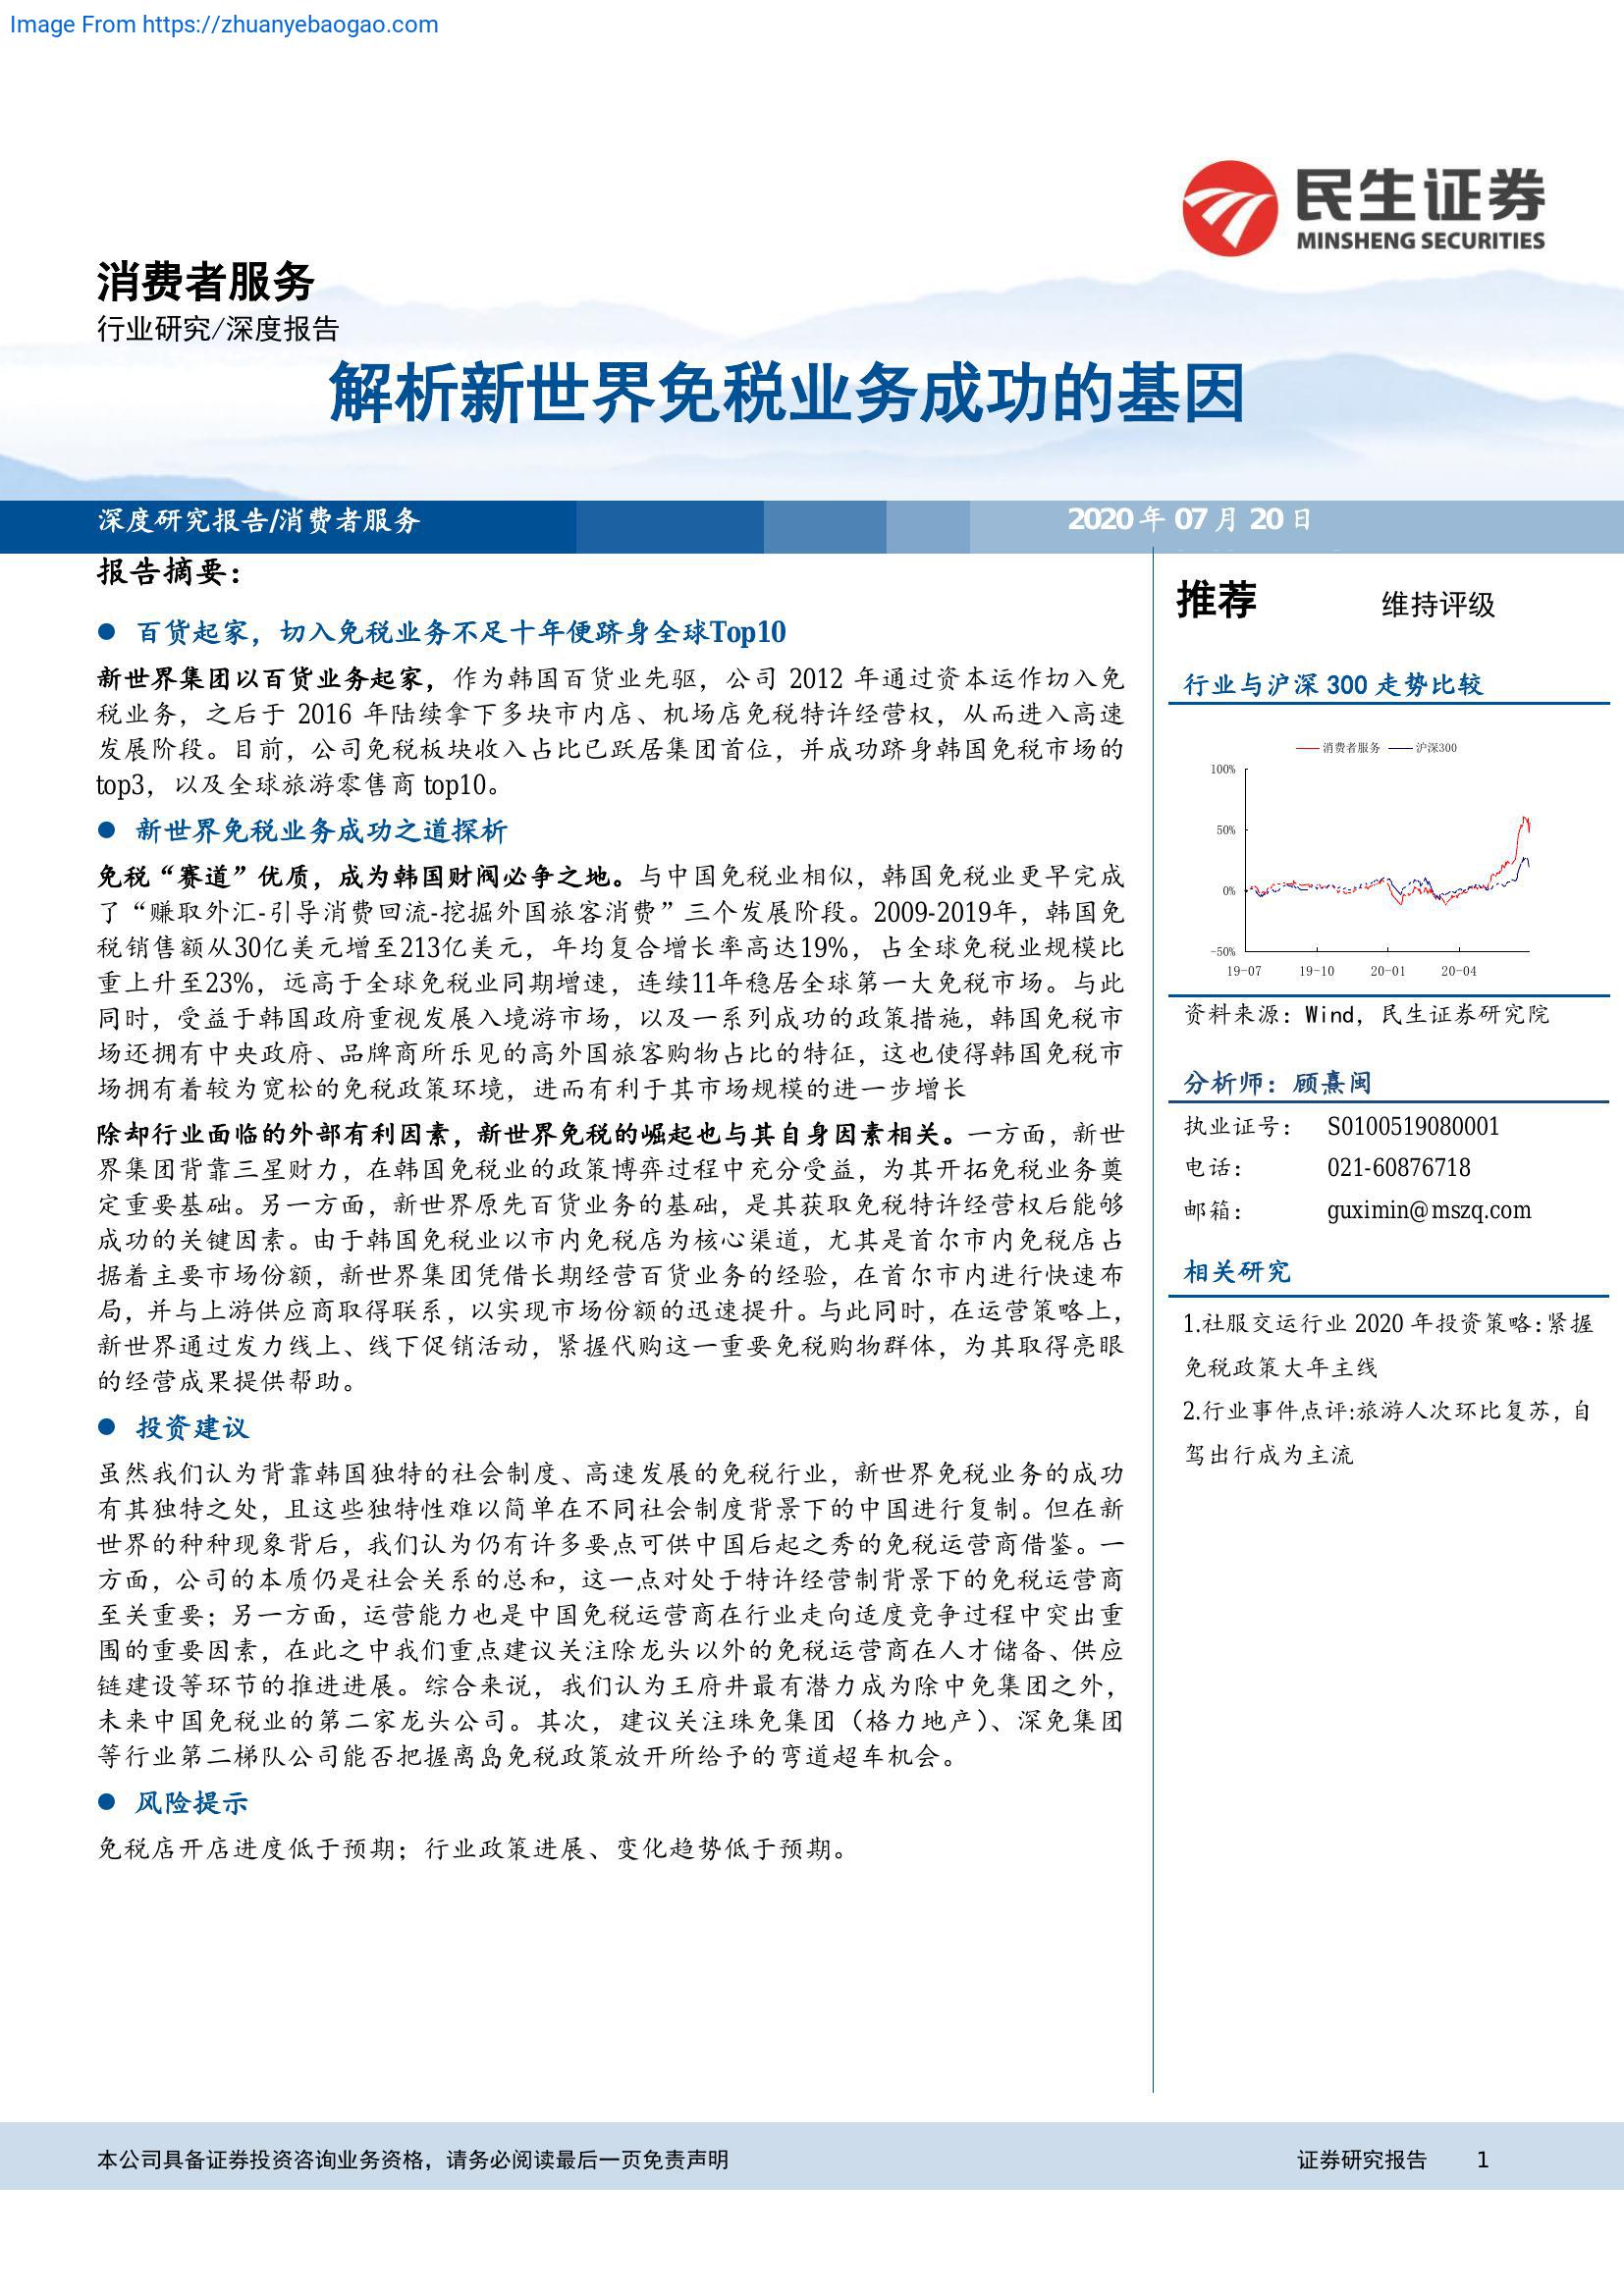 Image From https://zhuanyebaogao.com
民生证券
MINSHENG SECURITIES
消费者服务
行业研究/深度报告
解析新世界免税业务成功的基因
深度研究报告/消费者服务
2020 年 07 月 20 日
报告摘要：
● 百货起家，切入免税业务不足十年便跻身全球Top10
新世界集团以百货业务起家，作为韩国百货业先驱，公司 2012 年通过资本运作切入免
税业务，之后于 2016 年陆续拿下多块市内店、机场店免税特许经营权，从而进入高速
发展阶段。目前，公司免税板块收入占比已跃居集团首位，并成功跻身韩国免税市场的
top3，以及全球旅游零售商 top10。
● 新世界免税业务成功之道探析
免税“赛道”优质，成为韩国财阀必争之地。与中国免税业相似，韩国免税业更早完成
了“赚取外汇-引导消费回流-挖掘外国旅客消费”三个发展阶段。2009-2019年，韩国免
税销售额从30亿美元增至213亿美元，年均复合增长率高达19%，占全球免税业规模比
重上升至23%，远高于全球免税业同期增速，连续11年稳居全球第一大免税市场。与此
同时，受益于韩国政府重视发展入境游市场，以及一系列成功的政策措施，韩国免税市
场还拥有中央政府、品牌商所乐见的高外国旅客购物占比的特征，这也使得韩国免税市
场拥有着较为宽松的免税政策环境，进而有利于其市场规模的进一步增长
除却行业面临的外部有利因素，新世界免税的崛起也与其自身因素相关。一方面，新世
界集团背靠三星财力，在韩国免税业的政策博弈过程中充分受益，为其开拓免税业务奠
定重要基础。另一方面，新世界原先百货业务的基础，是其获取免税特许经营权后能够
成功的关键因素。由于韩国免税业以市内免税店为核心渠道，尤其是首尔市内免税店占
据着主要市场份额，新世界集团凭借长期经营百货业务的经验，在首尔市内进行快速布
局，并与上游供应商取得联系，以实现市场份额的迅速提升。与此同时，在运营策略上，
新世界通过发力线上、线下促销活动，紧握代购这一重要免税购物群体，为其取得亮眼
的经营成果提供帮助。
● 投资建议
虽然我们认为背靠韩国独特的社会制度、高速发展的免税行业，新世界免税业务的成功
有其独特之处，且这些独特性难以简单在不同社会制度背景下的中国进行复制。但在新
世界的种种现象背后，我们认为仍有许多要点可供中国后起之秀的免税运营商借鉴。一
方面，公司的本质仍是社会关系的总和，这一点对处于特许经营制背景下的免税运营商
至关重要；另一方面，运营能力也是中国免税运营商在行业走向适度竞争过程中突出重
围的重要因素，在此之中我们重点建议关注除龙头以外的免税运营商在人才储备、供应
链建设等环节的推进进展。综合来说，我们认为王府井最有潜力成为除中免集团之外，
未来中国免税业的第二家龙头公司。其次，建议关注珠免集团（格力地产）、深免集团
等行业第二梯队公司能否把握离岛免税政策放开所给予的弯道超车机会。
● 风险提示
免税店开店进度低于预期；行业政策进展、变化趋势低于预期。
推荐 维持评级
行业与沪深 300 走势比较
消费者服务 沪深300
100%
50%
0%
-50%
19-07 19-10 20-01 20-04
资料来源：Wind，民生证券研究院
分析师：顾熹闽
执业证号： S0100519080001
电话： 021-60876718
邮箱： guximin@mszq.com
相关研究
1.社服交运行业 2020 年投资策略:紧握
免税政策大年主线
2.行业事件点评:旅游人次环比复苏，自
驾出行成为主流
本公司具备证券投资咨询业务资格，请务必阅读最后一页免责声明
证券研究报告 1